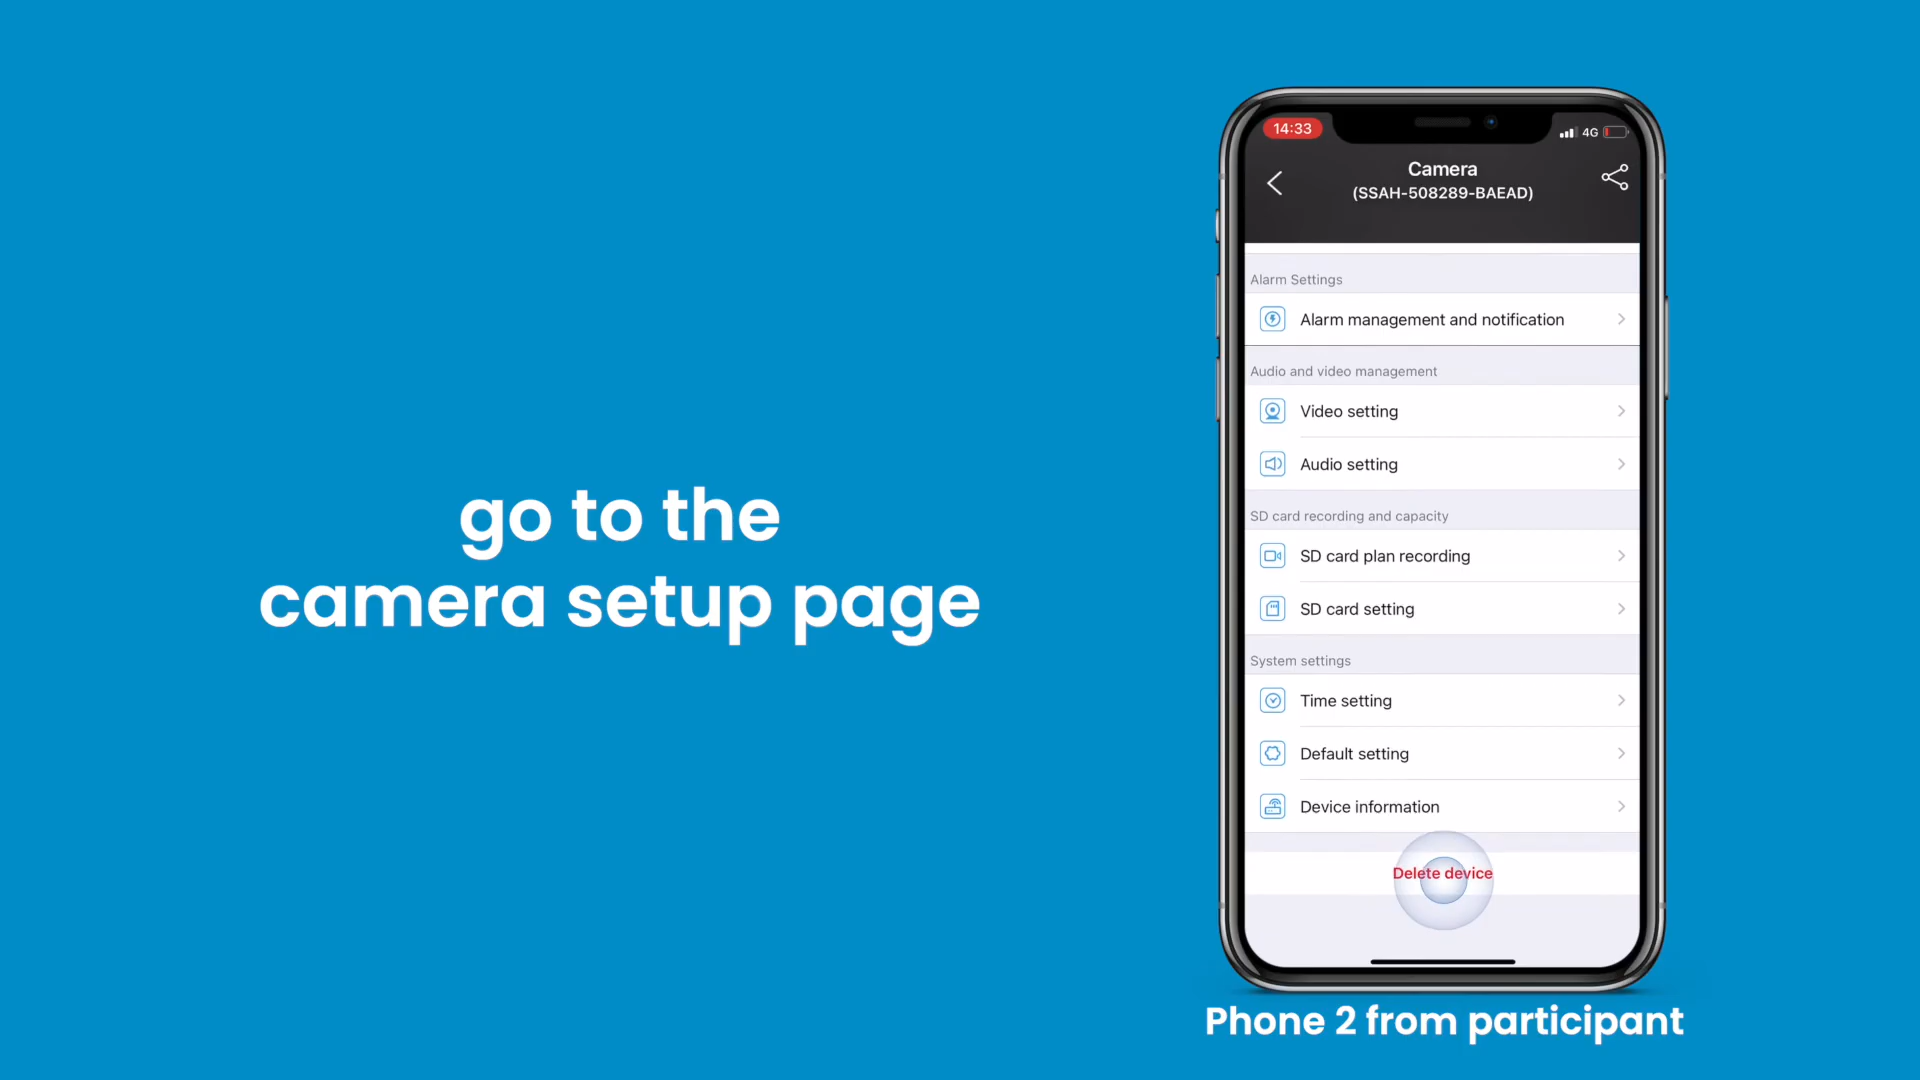 go to the
camera setup page
14:33
4G
Camera
(SSAH-508289-BAEAD)
Alarm Settings
Alarm management and notification
Audio and video management
Video setting
Audio setting
SD card recording and capacity
SD card plan recording
SD card setting
System settings
Time setting
Default setting
Device information
Delete device
Phone 2 from participant